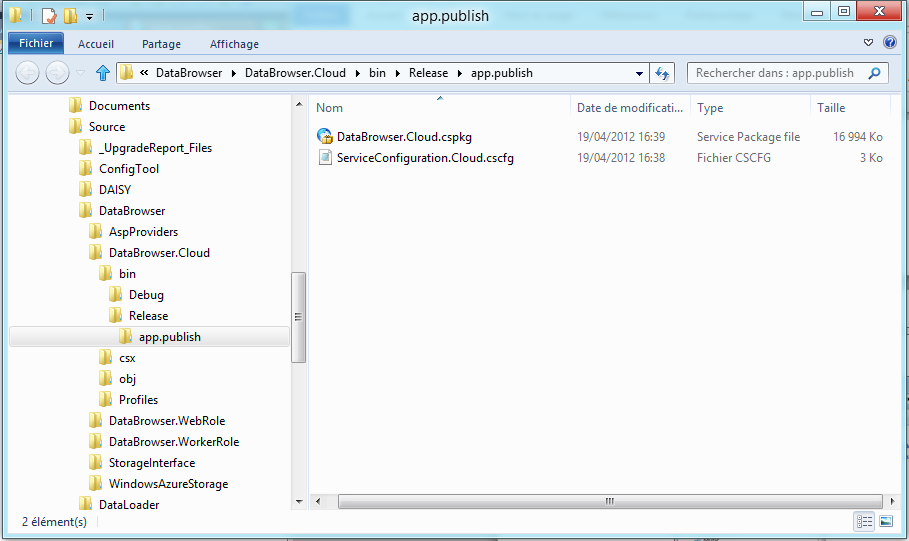 app.publish
Fichier Accueil Partage Affichage
« DataBrowser DataBrowser.Cloud bin Release app.publish Rechercher dans : app.publish
Nom Date de modificati... Type Taille
DataBrowser.Cloud.cspkg 19/04/2012 16:39 Service Package file 16 994 Ko
ServiceConfiguration.Cloud.cscfg 19/04/2012 16:38 Fichier CSCFG 3 Ko
Documents
Source
_UpgradeReport_Files
ConfigTool
DAISY
DataBrowser
AspProviders
DataBrowser.Cloud
bin
Debug
Release
app.publish
csx
obj
Profiles
DataBrowser.WebRole
DataBrowser.WorkerRole
StorageInterface
WindowsAzureStorage
DataLoader
2 élément(s)